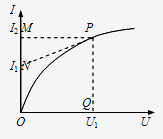 I
I₂ M P
I₁ N
Q
O U₁ U